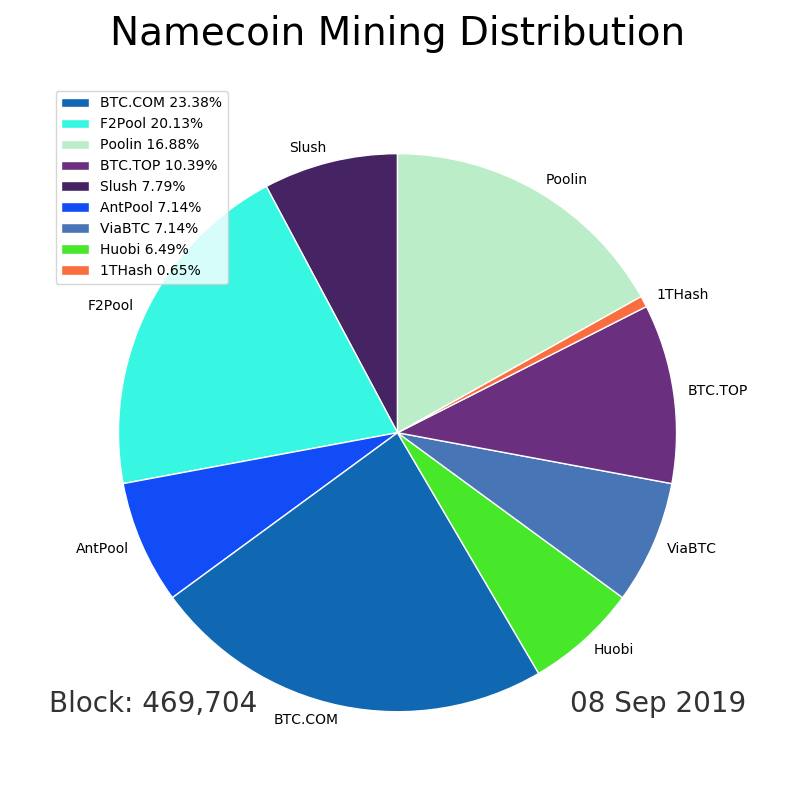 Namecoin Mining Distribution
BTC.COM 23.38%
F2Pool 20.13%
Poolin 16.88%
BTC.TOP 10.39%
Slush 7.79%
AntPool 7.14%
ViaBTC 7.14%
Huobi 6.49%
1THash 0.65%
Slush
Poolin
1THash
F2Pool
BTC.TOP
AntPool
ViaBTC
Huobi
BTC.COM
Block: 469,704
08 Sep 2019